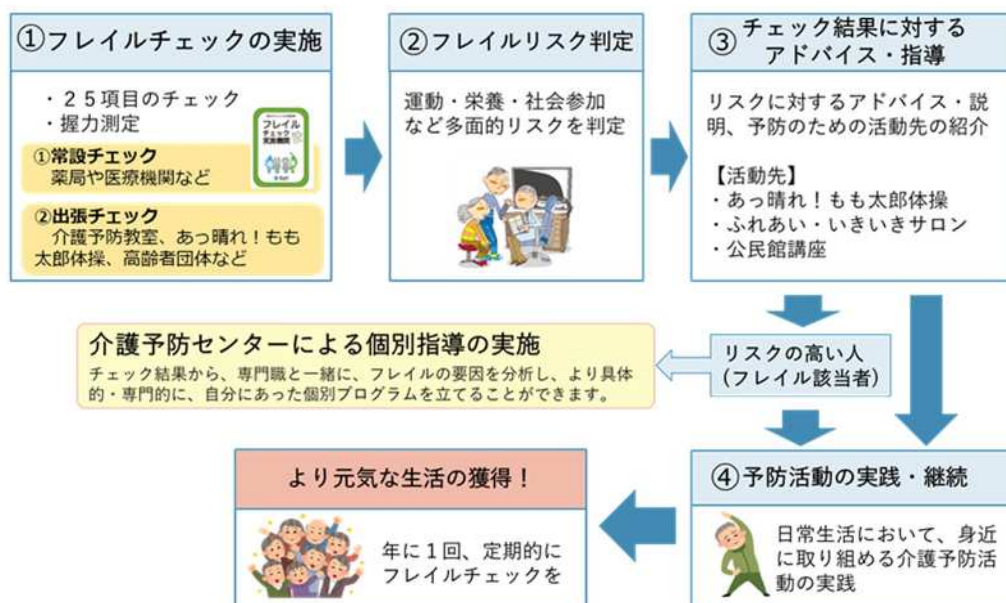 ①フレイルチェックの実施
・２５項目のチェック
・握力測定
フレイル
チェック
実施機関
①常設チェック
薬局や医療機関など
②出張チェック
介護予防教室、あっ晴れ！もも
太郎体操、高齢者団体など
②フレイルリスク判定
運動・栄養・社会参加
など多面的リスクを判定
③チェック結果に対する
アドバイス・指導
リスクに対するアドバイス・説
明、予防のための活動先の紹介
【活動先】
・あっ晴れ！もも太郎体操
・ふれあい・いきいきサロン
・公民館講座
リスクの高い人
(フレイル該当者)
介護予防センターによる個別指導の実施
チェック結果から、専門職と一緒に、フレイルの要因を分析し、より具体
的・専門的に、自分にあった個別プログラムを立てることができます。
④予防活動の実践・継続
日常生活において、身近
に取り組める介護予防活
動の実践
より元気な生活の獲得！
年に１回、定期的に
フレイルチェックを